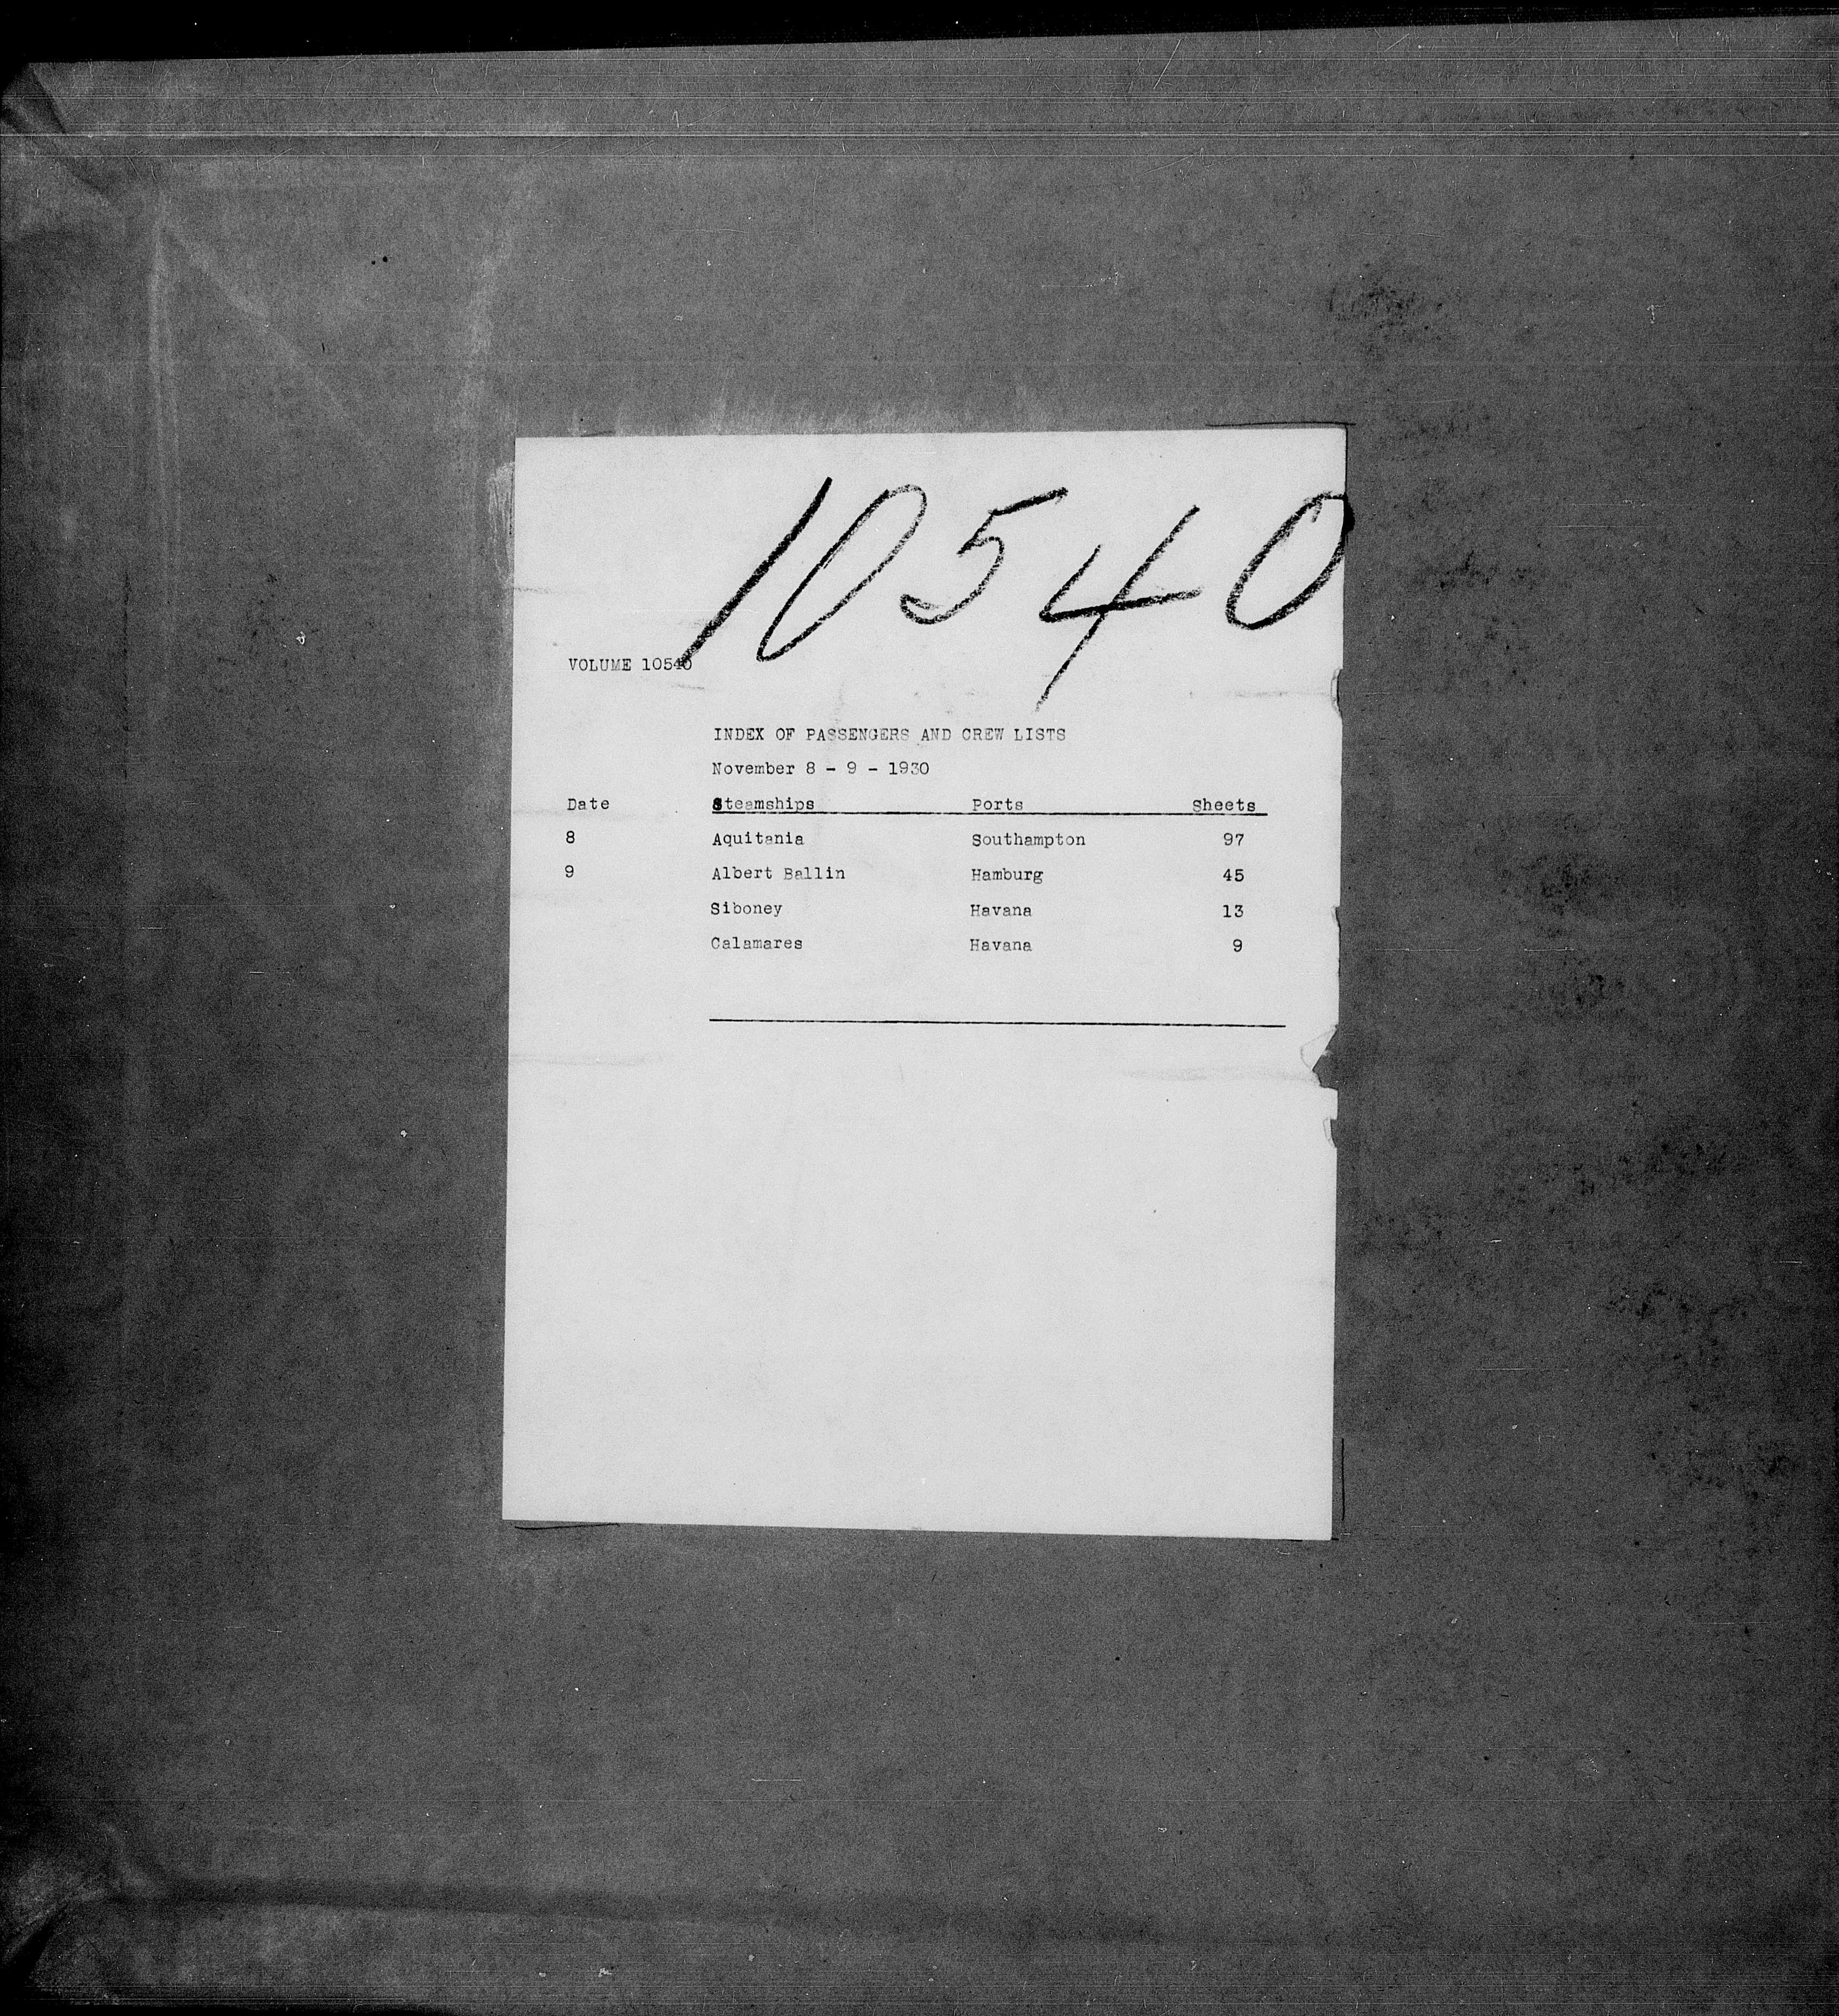 10540
VOLUME 10540
INDEX OF PASSENGERS AND CREW LISTS
November 8 - 9 - 1930
Date Steamships Ports Sheets
8 Aquitania Southampton 97
9 Albert Ballin Hamburg 45
Siboney Havana 13
Calamares Havana 9